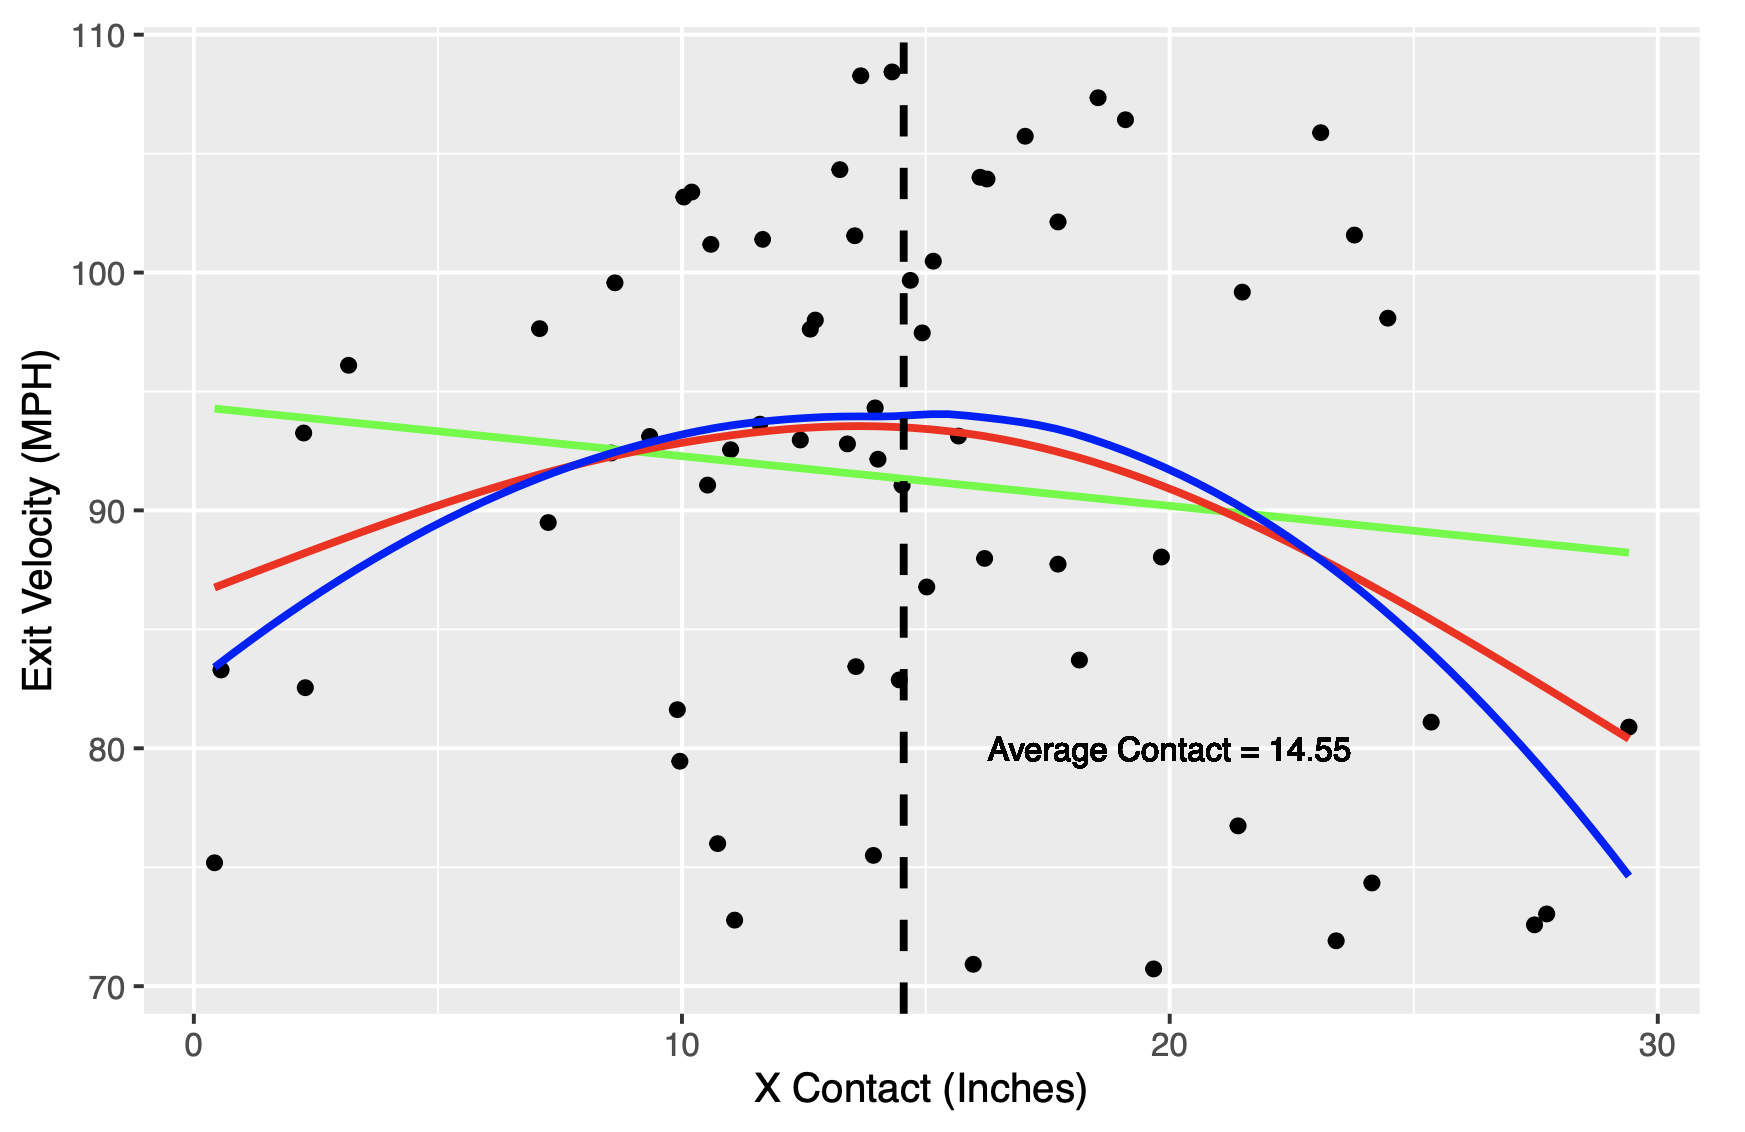 110
100
90
80
70
Exit Velocity (MPH)
Average Contact = 14.55
0 10 20 30
X Contact (Inches)